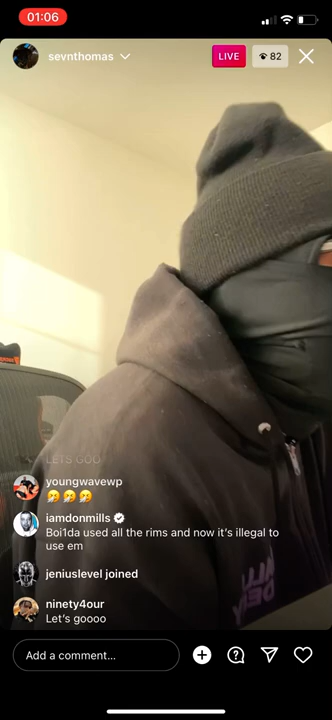 01:06
sevnthomas
LIVE
82
LETS GOO
youngwavewp
iamdonmills
Boi1da used all the rims and now it's illegal to
use em
jeniuslevel joined
ninety4our
Let's goooo
Add a comment...